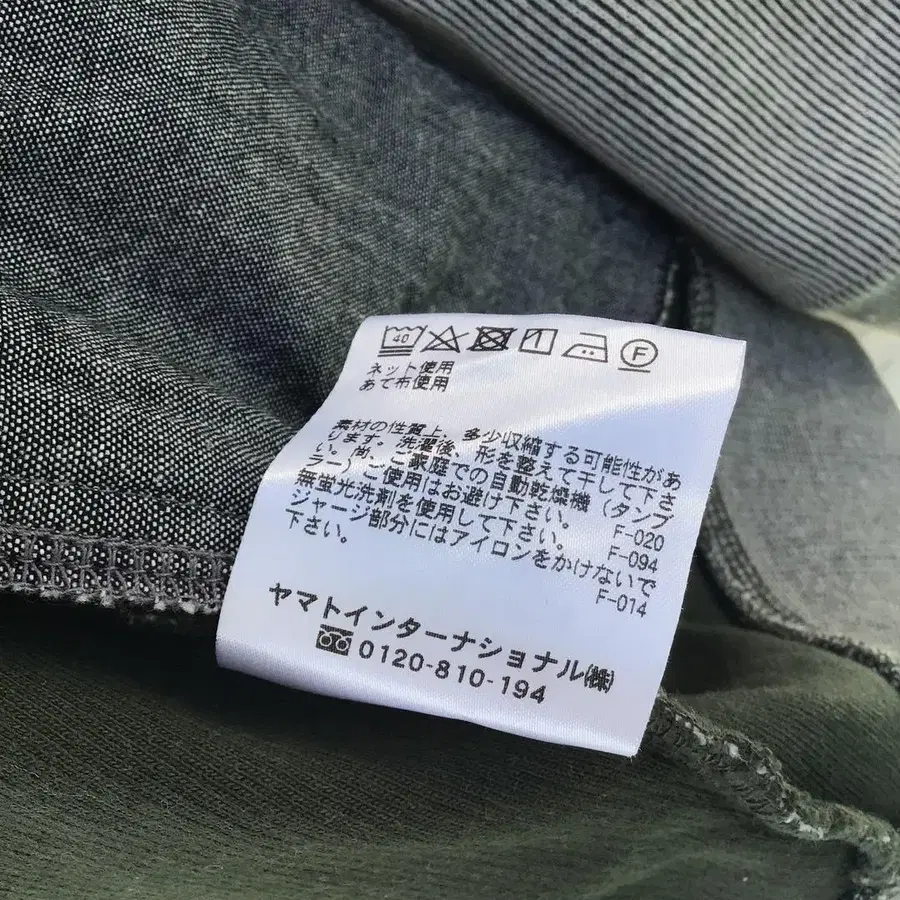 40 F
ネット使用
あて布使用
素材の性質上、多少収縮する可能性があ
ります。洗濯後、形を整えて干して下さ
い。尚、ご家庭での自動乾燥機（タンブ
ラー）ご使用はお避け下さい。 F-020
無蛍光洗剤を使用して下さい。 F-094
ジャージ部分にはアイロンをかけないで
下さい。 F-014
ヤマトインターナショナル㈱
0120-810-194